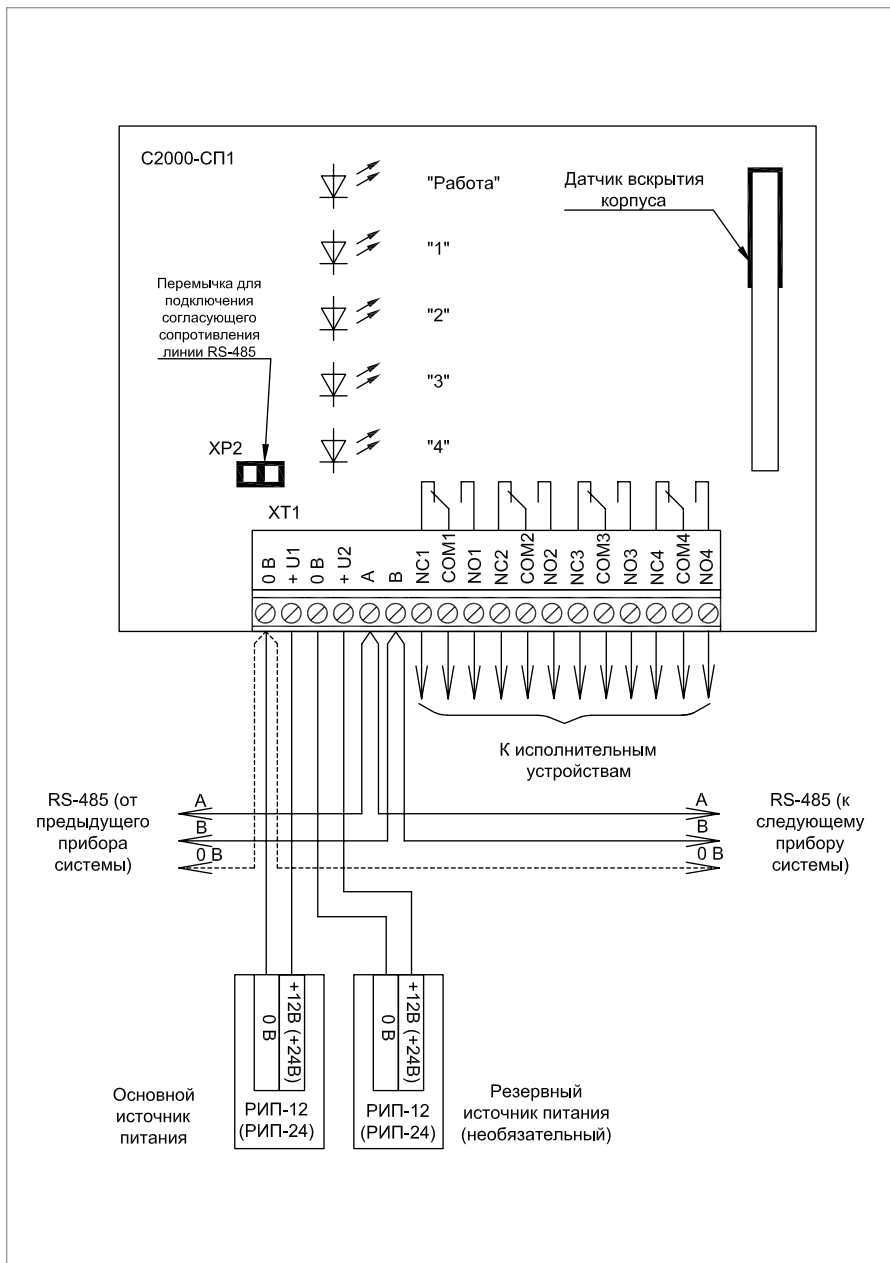 С2000-СП1
"Работа"
Датчик вскрытия
корпуса
"1"
Перемычка для
подключения
согласующего
сопротивления
линии RS-485
"2"
"3"
"4"
XP2
XT1
0 В
+ U1
0 В
+ U2
A
B
NC1
COM1
NO1
NC2
COM2
NO2
NC3
COM3
NO3
NC4
COM4
NO4
К исполнительным
устройствам
RS-485 (от
предыдущего
прибора
системы)
A
B
0 В
A
B
0 В
RS-485 (к
следующему
прибору
системы)
0 В
+12В (+24В)
0 В
+12В (+24В)
Основной
источник
питания
РИП-12
(РИП-24)
РИП-12
(РИП-24)
Резервный
источник питания
(необязательный)